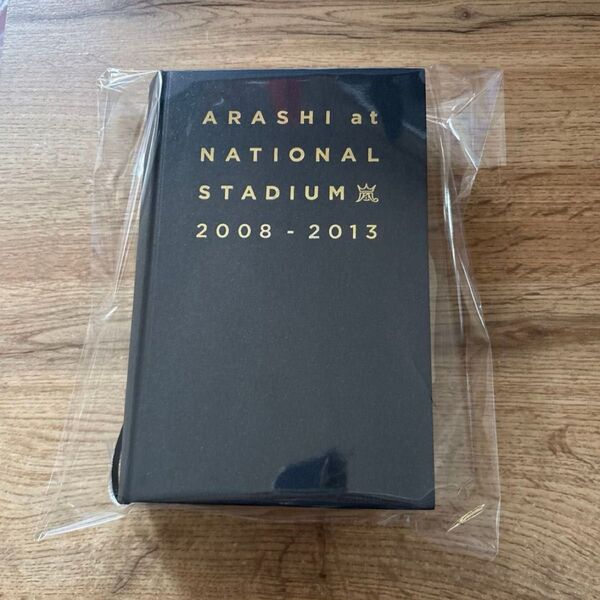 ARASHI at
NATIONAL
STADIUM 嵐
2008 - 2013